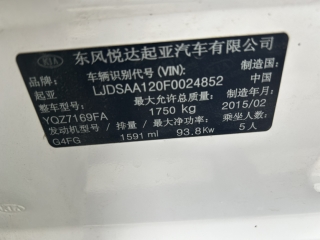 KIA 东风悦达起亚汽车有限公司
品牌: 车辆识别代号 (VIN): 制造国:
起亚 LJDSAA120F0024852 中国
整车型号: 最大允许总质量: 制造年月:
YQZ7169FA 1750 kg 2015/02
发动机型号 / 排量 / 最大净功率: 乘坐人数:
G4FG 1591 ml 93.8Kw 5人